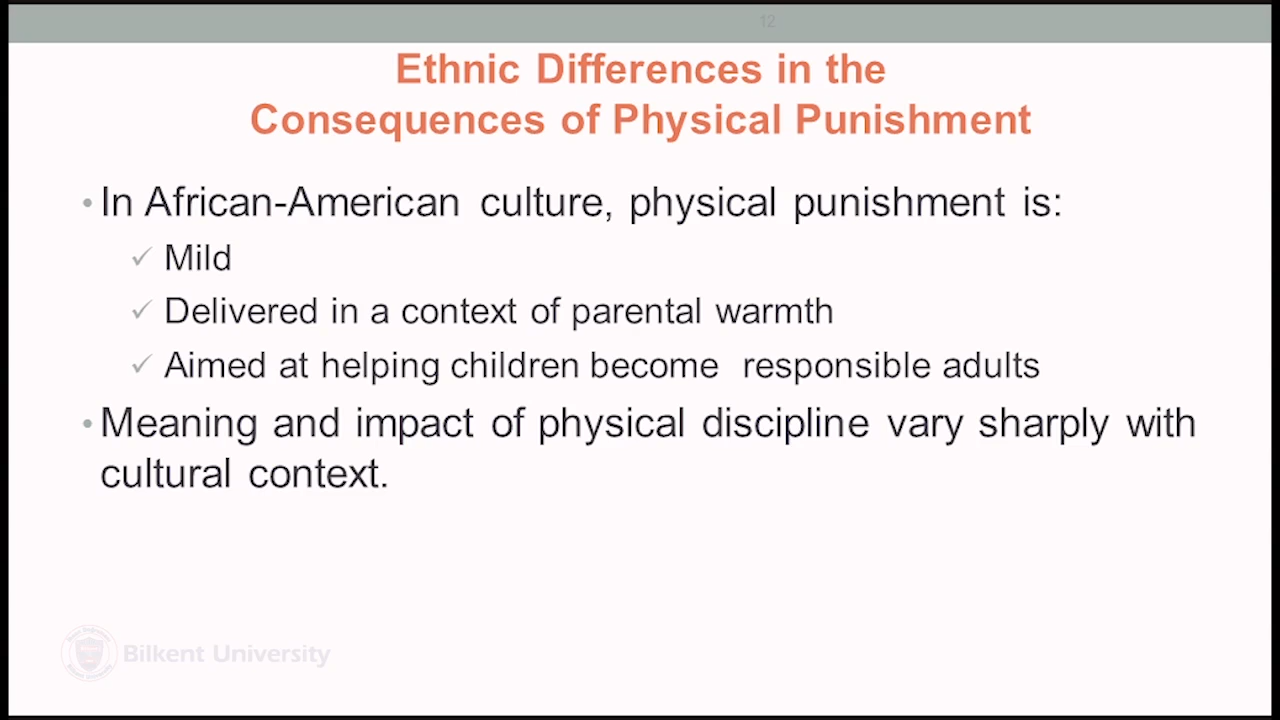 12
Ethnic Differences in the
Consequences of Physical Punishment
• In African-American culture, physical punishment is:
✓ Mild
✓ Delivered in a context of parental warmth
✓ Aimed at helping children become responsible adults
• Meaning and impact of physical discipline vary sharply with
cultural context.
Bilkent University